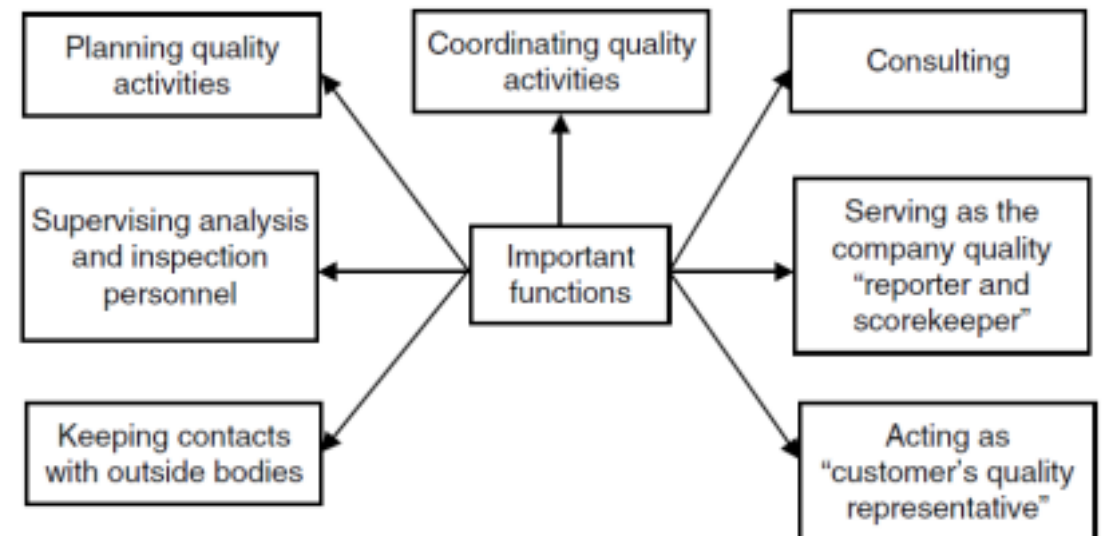 Planning quality
activities
Coordinating quality
activities
Consulting
Supervising analysis
and inspection
personnel
Important
functions
Serving as the
company quality
“reporter and
scorekeeper”
Keeping contacts
with outside bodies
Acting as
“customer’s quality
representative”